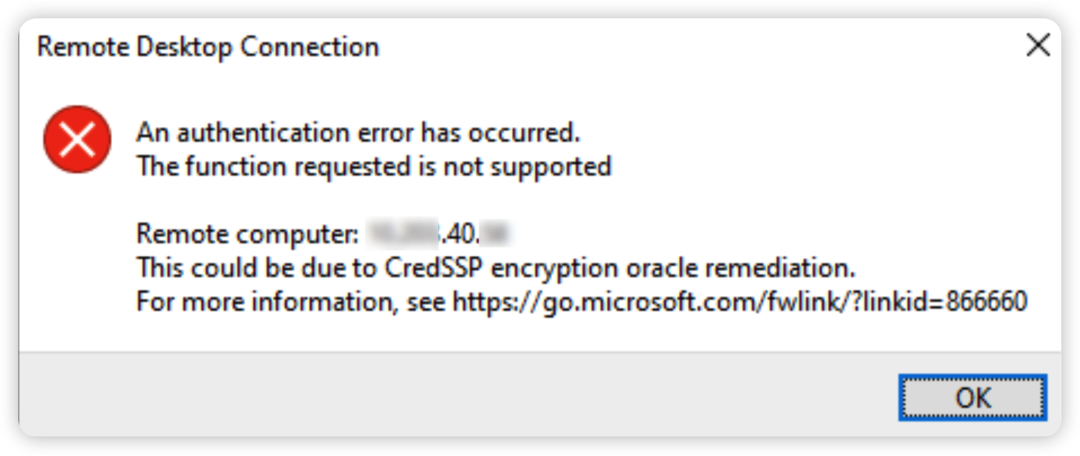 Remote Desktop Connection
An authentication error has occurred.
The function requested is not supported
Remote computer: .40.
This could be due to CredSSP encryption oracle remediation.
For more information, see https://go.microsoft.com/fwlink/?linkid=866660
OK